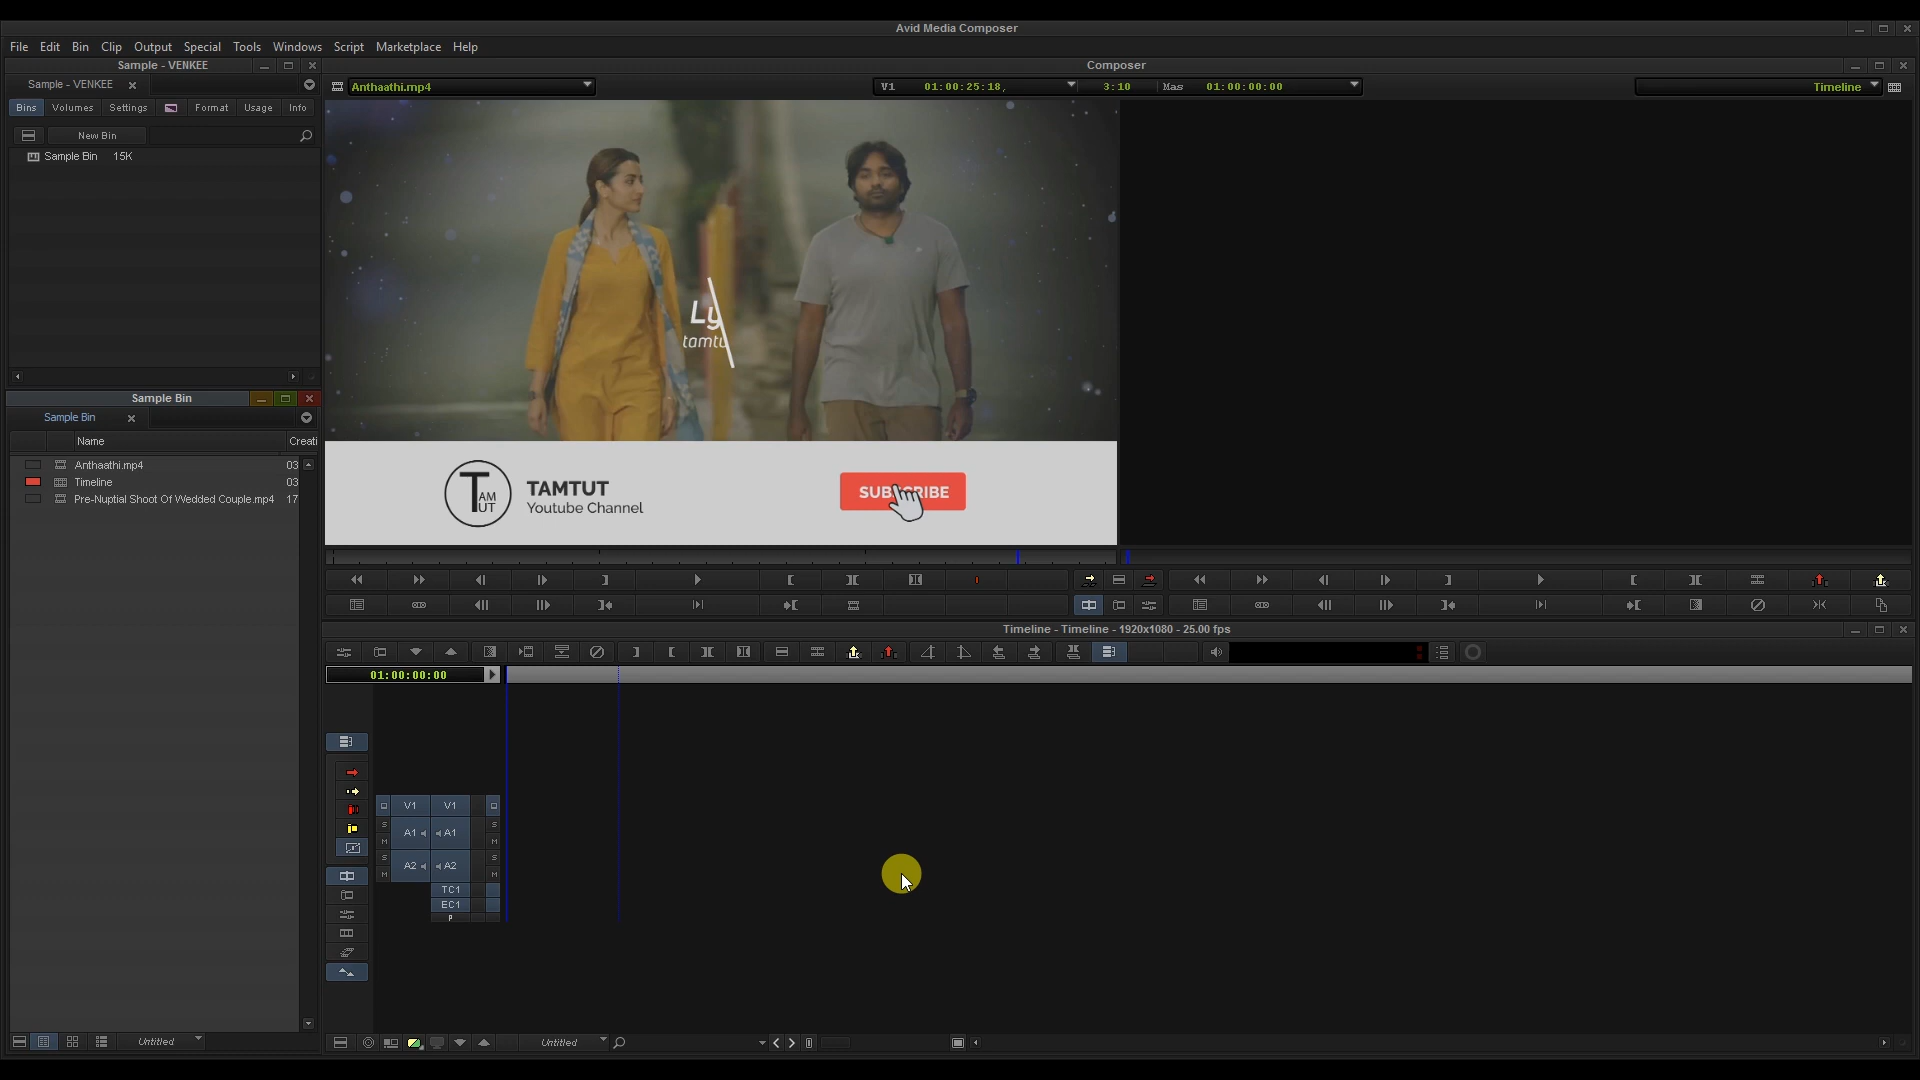 Avid Media Composer
File Edit Bin Clip Output Special Tools Windows Script Marketplace Help
Sample - VENKEE
Composer
Sample - VENKEE
Anthaathi.mp4
V1 01:00:25:18, 3:10 Mas 01:00:00:00
Timeline
Bins Volumes Settings Format Usage Info
New Bin
Sample Bin 15K
Ly
tamtu
Sample Bin
Sample Bin
Name Creati
Anthaathi.mp4 03
Timeline 03
Pre-Nuptial Shoot Of Wedded Couple.mp4 17
T
AM
UT
TAMTUT
Youtube Channel
SUBSCRIBE
Timeline - Timeline - 1920x1080 - 25.00 fps
01:00:00:00
V1 V1
S S
A1 A1
M M
S S
A2 A2
M M
TC1
EC1
P
Untitled
Untitled